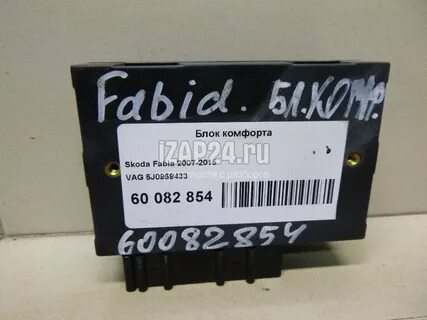 Fabia. БЛ.КОМФ.
Блок комфорта
IZAP24.ru
Skoda Fabia 2007-2015
VAG 5J0959433
60 082 854
60082854